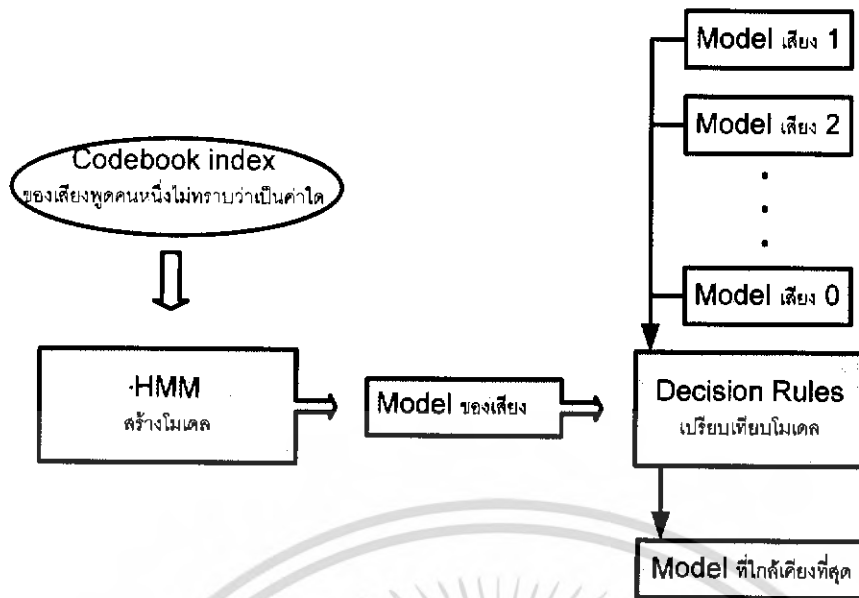 Model เสียง 1
Model เสียง 2
Model เสียง 0
Codebook index
ของเสียงพูดคนหนึ่งไม่ทราบว่าเป็นค่าใด
HMM
สร้างโมเดล
Model ของเสียง
Decision Rules
เปรียบเทียบโมเดล
Model ที่ใกล้เคียงที่สุด